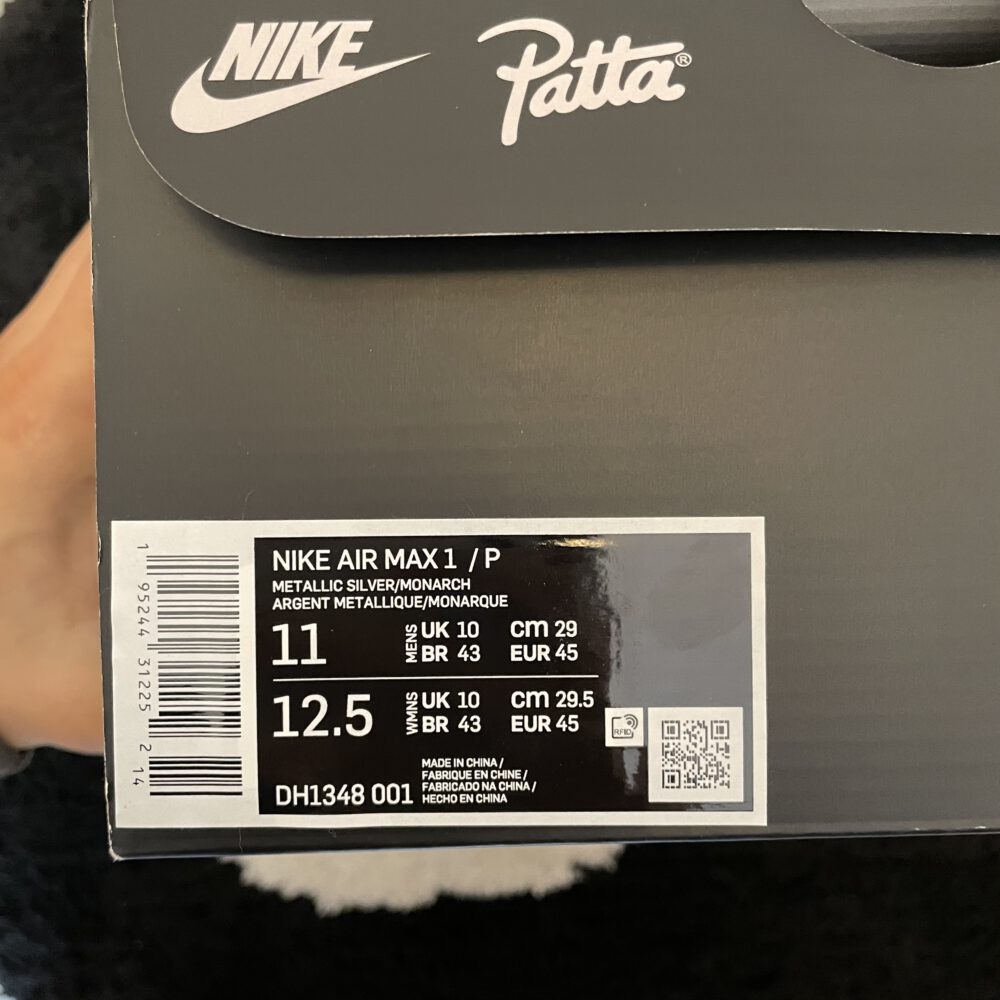 NIKE
Patta®
1 95244 31225 2 14
NIKE AIR MAX 1 / P
METALLIC SILVER/MONARCH
ARGENT METALLIQUE/MONARQUE
11 MENS UK 10 cm 29
BR 43 EUR 45
12.5 WMNS UK 10 cm 29.5
BR 43 EUR 45
RFID
MADE IN CHINA /
FABRIQUE EN CHINE /
FABRICADO NA CHINA /
HECHO EN CHINA
DH1348 001